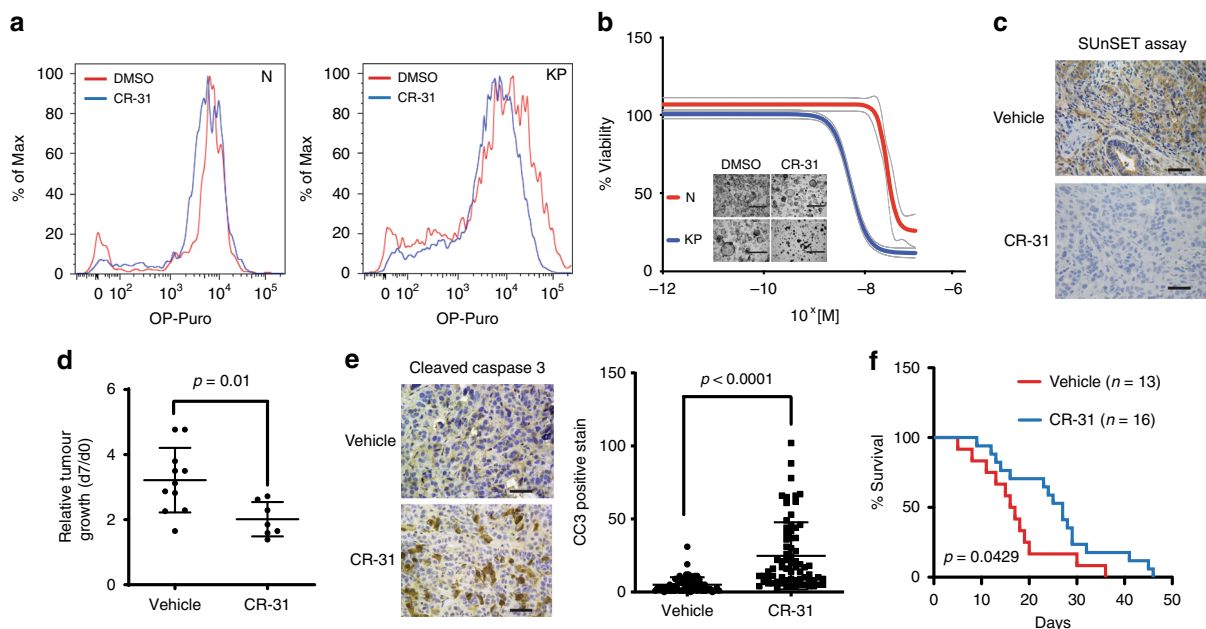 a
N
DMSO
CR-31
% of Max
100
80
60
40
20
0
0 10² 10³ 10⁴ 10⁵
OP-Puro
KP
DMSO
CR-31
% of Max
100
80
60
40
20
0
0 10² 10³ 10⁴ 10⁵
OP-Puro
b
% Viability
150
100
50
0
DMSO CR-31
N
KP
−12 −10 −8 −6
10ˣ[M]
c
SUnSET assay
Vehicle
CR-31
d
p = 0.01
Relative tumour
growth (d7/d0)
6
4
2
0
Vehicle CR-31
e
Cleaved caspase 3
Vehicle
CR-31
p < 0.0001
CC3 positive stain
150
100
50
0
Vehicle CR-31
f
Vehicle (n = 13)
CR-31 (n = 16)
% Survival
150
100
50
0
p = 0.0429
0 10 20 30 40 50
Days